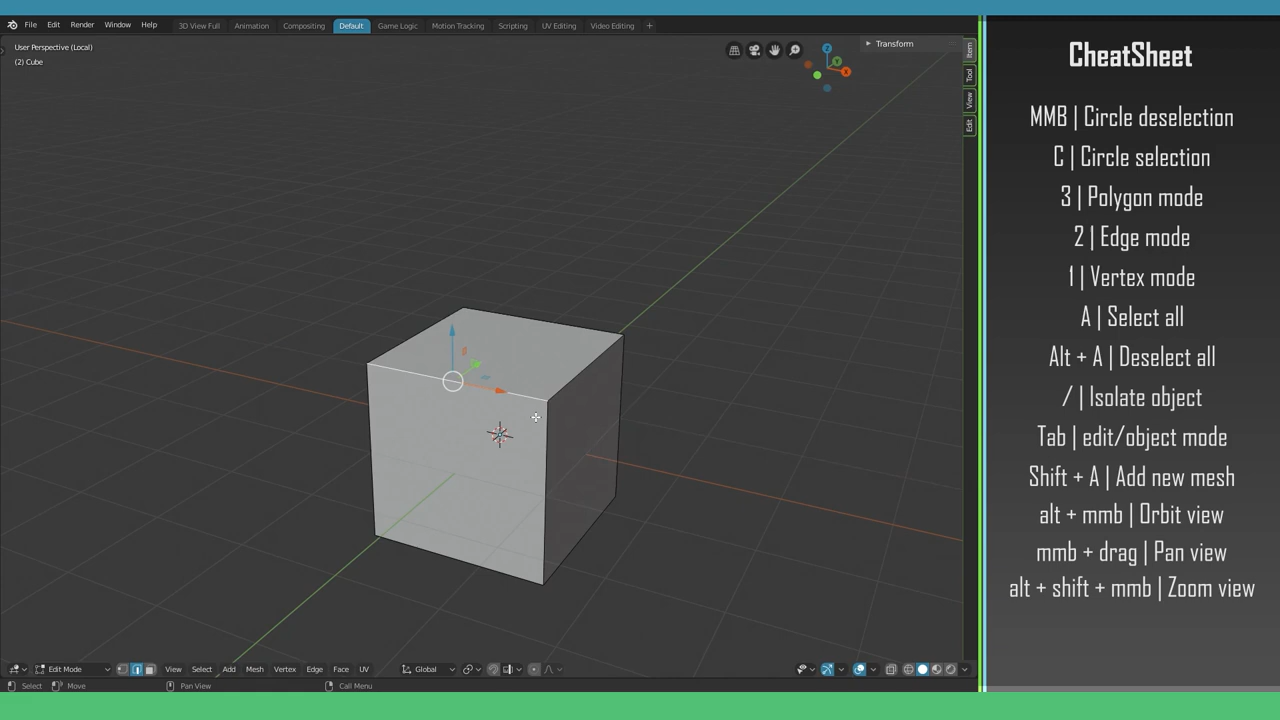 File Edit Render Window Help 3D View Full Animation Compositing Default Game Logic Motion Tracking Scripting UV Editing Video Editing +
User Perspective (Local)
(2) Cube
Transform
Z
Y
X
Item
Tool
View
Edit
CheatSheet
MMB | Circle deselection
C | Circle selection
3 | Polygon mode
2 | Edge mode
1 | Vertex mode
A | Select all
Alt + A | Deselect all
/ | Isolate object
Tab | edit/object mode
Shift + A | Add new mesh
alt + mmb | Orbit view
mmb + drag | Pan view
alt + shift + mmb | Zoom view
Edit Mode View Select Add Mesh Vertex Edge Face UV Global
Select Move Pan View Call Menu